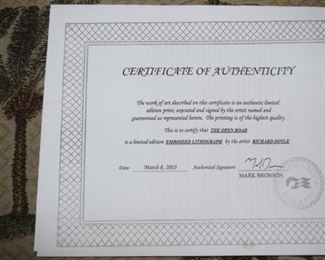 CERTIFICATE OF AUTHENTICITY
The work of art described on this certificate is an authentic limited
edition print, executed and signed by the artist named and
guaranteed as represented herein. The printing is of the highest quality.
This is to certify that THE OPEN ROAD
is a limited edition EMBOSSED LITHOGRAPH by the artist RICHARD DOYLE
Date March 8, 2003 Authorized Signature
MARK BRONSON